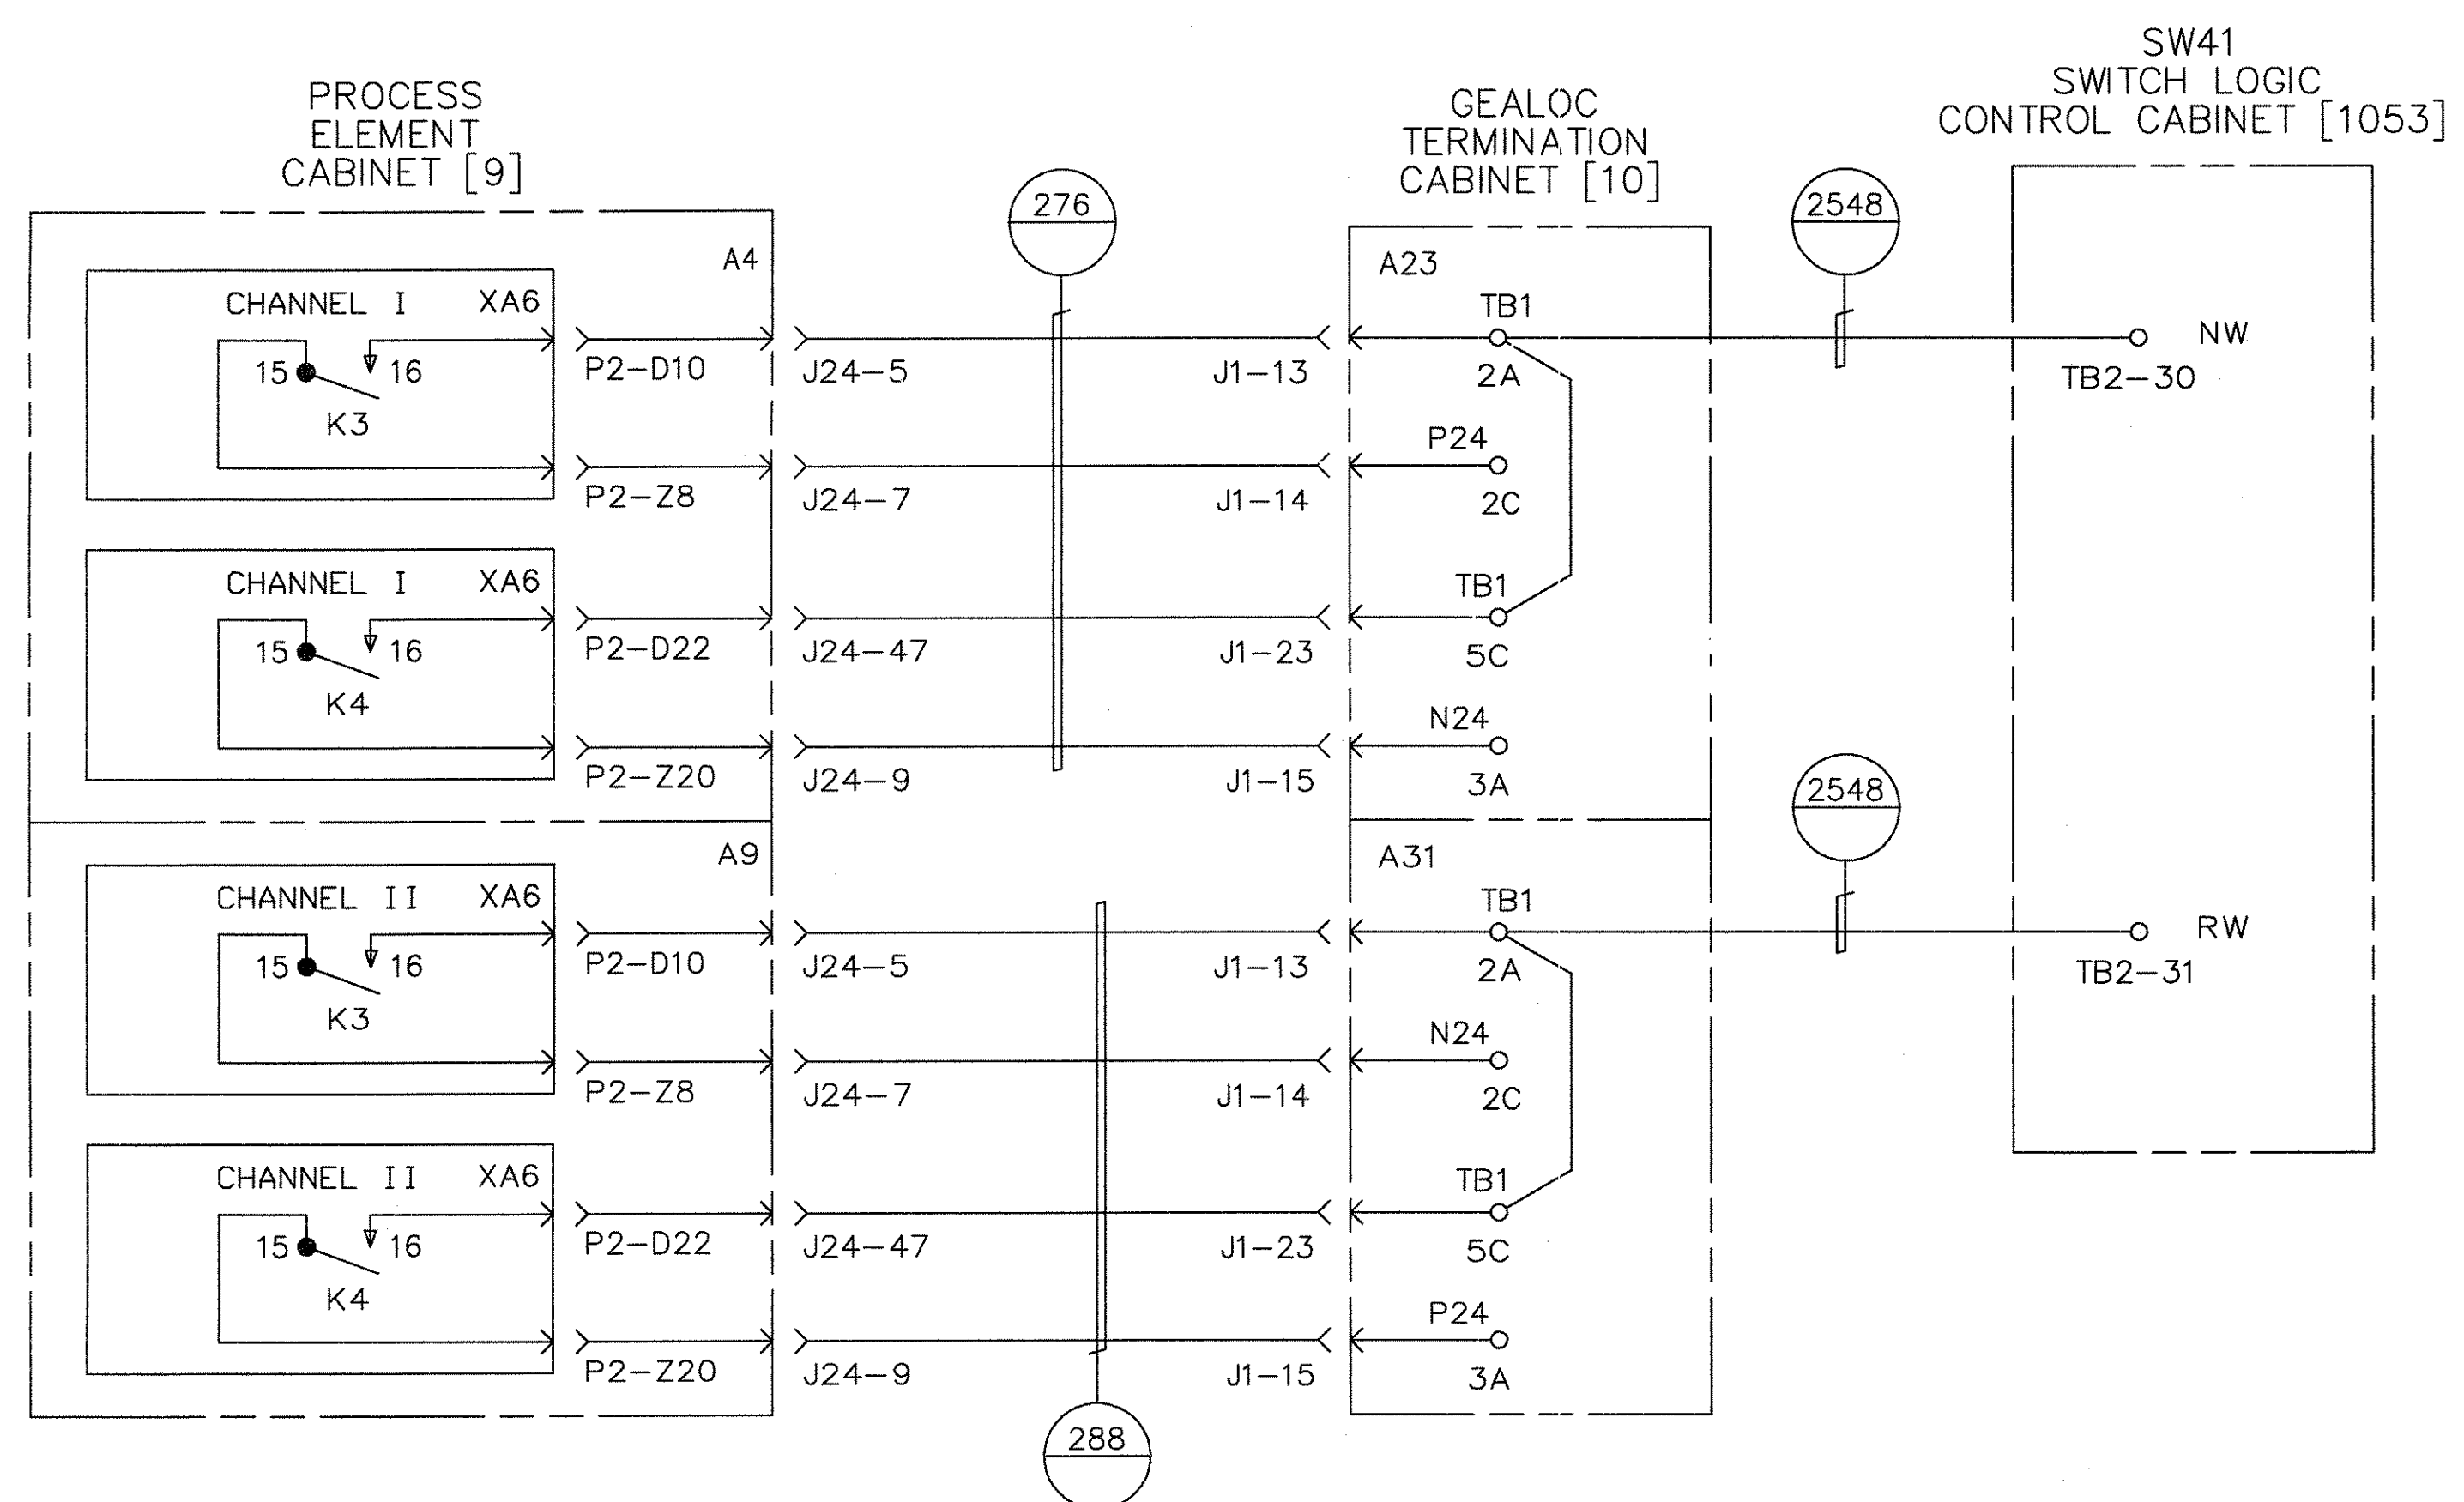 PROCESS
ELEMENT
CABINET [9]
GEALOC
TERMINATION
CABINET [10]
SW41
SWITCH LOGIC
CONTROL CABINET [1053]
276
2548
A4
A23
CHANNEL I XA6
TB1
NW
15 16
K3
P2-D10
J24-5
J1-13
2A
TB2-30
P24
P2-Z8
J24-7
J1-14
2C
CHANNEL I XA6
TB1
15 16
K4
P2-D22
J24-47
J1-23
5C
N24
P2-Z20
J24-9
J1-15
3A
2548
A9
A31
CHANNEL II XA6
TB1
RW
15 16
K3
P2-D10
J24-5
J1-13
2A
TB2-31
N24
P2-Z8
J24-7
J1-14
2C
CHANNEL II XA6
TB1
15 16
K4
P2-D22
J24-47
J1-23
5C
P24
P2-Z20
J24-9
J1-15
3A
288